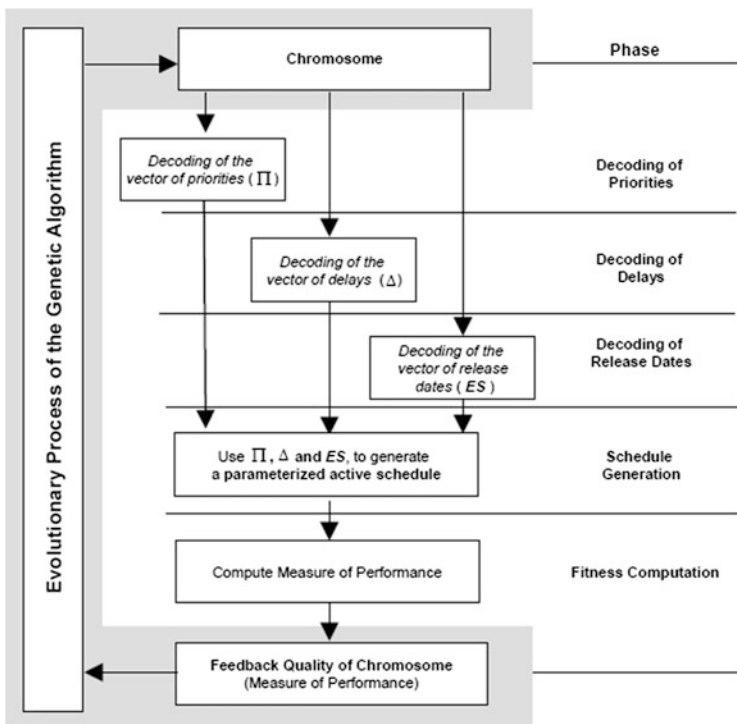 Evolutionary Process of the Genetic Algorithm
Chromosome
Phase
Decoding of the
vector of priorities (Π)
Decoding of
Priorities
Decoding of the
vector of delays (Δ)
Decoding of
Delays
Decoding of the
vector of release
dates ( ES )
Decoding of
Release Dates
Use Π, Δ and ES, to generate
a parameterized active schedule
Schedule
Generation
Compute Measure of Performance
Fitness Computation
Feedback Quality of Chromosome
(Measure of Performance)